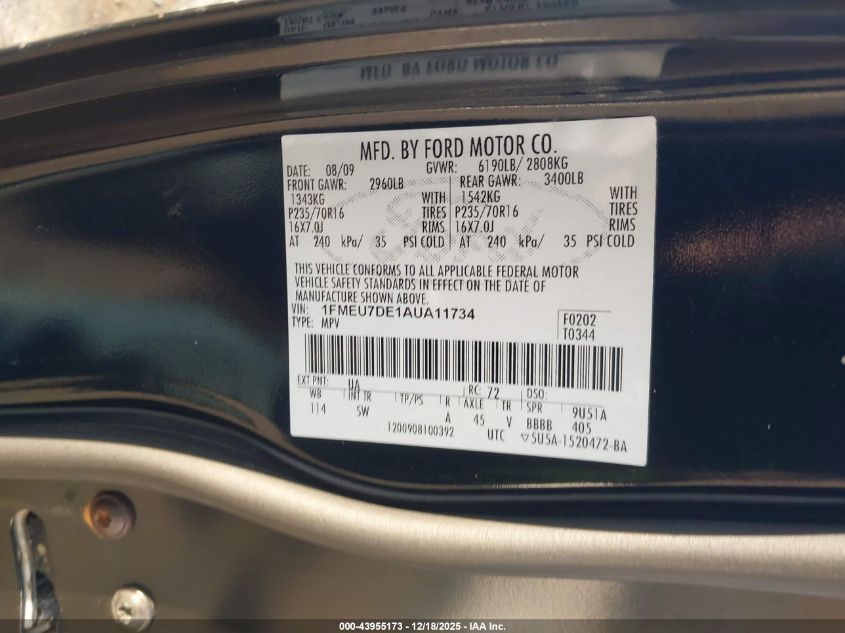 MFD. BY FORD MOTOR CO
MFD. BY FORD MOTOR CO.
DATE: 08/09 GVWR: 6190LB/ 2808KG
FRONT GAWR: 2960LB REAR GAWR: 3400LB
1343KG WITH 1542KG WITH
P235/70R16 TIRES P235/70R16 TIRES
16X7.0J RIMS 16X7.0J RIMS
AT 240 kPa/ 35 PSI COLD AT 240 kPa/ 35 PSI COLD
THIS VEHICLE CONFORMS TO ALL APPLICABLE FEDERAL MOTOR
VEHICLE SAFETY STANDARDS IN EFFECT ON THE DATE OF
MANUFACTURE SHOWN ABOVE.
VIN: 1FMEU7DE1AUA11734
TYPE: MPV
F0202
T0344
EXT PNT: UA RC: 72 DSO:
WB INT TR TP/PS R AXLE TR SPR 9U51A
114 SW A 45 V BBBB 405
1200908100392 UTC ▽5U5A-1520472-BA
000-43955173 - 12/18/2025 - IAA Inc.